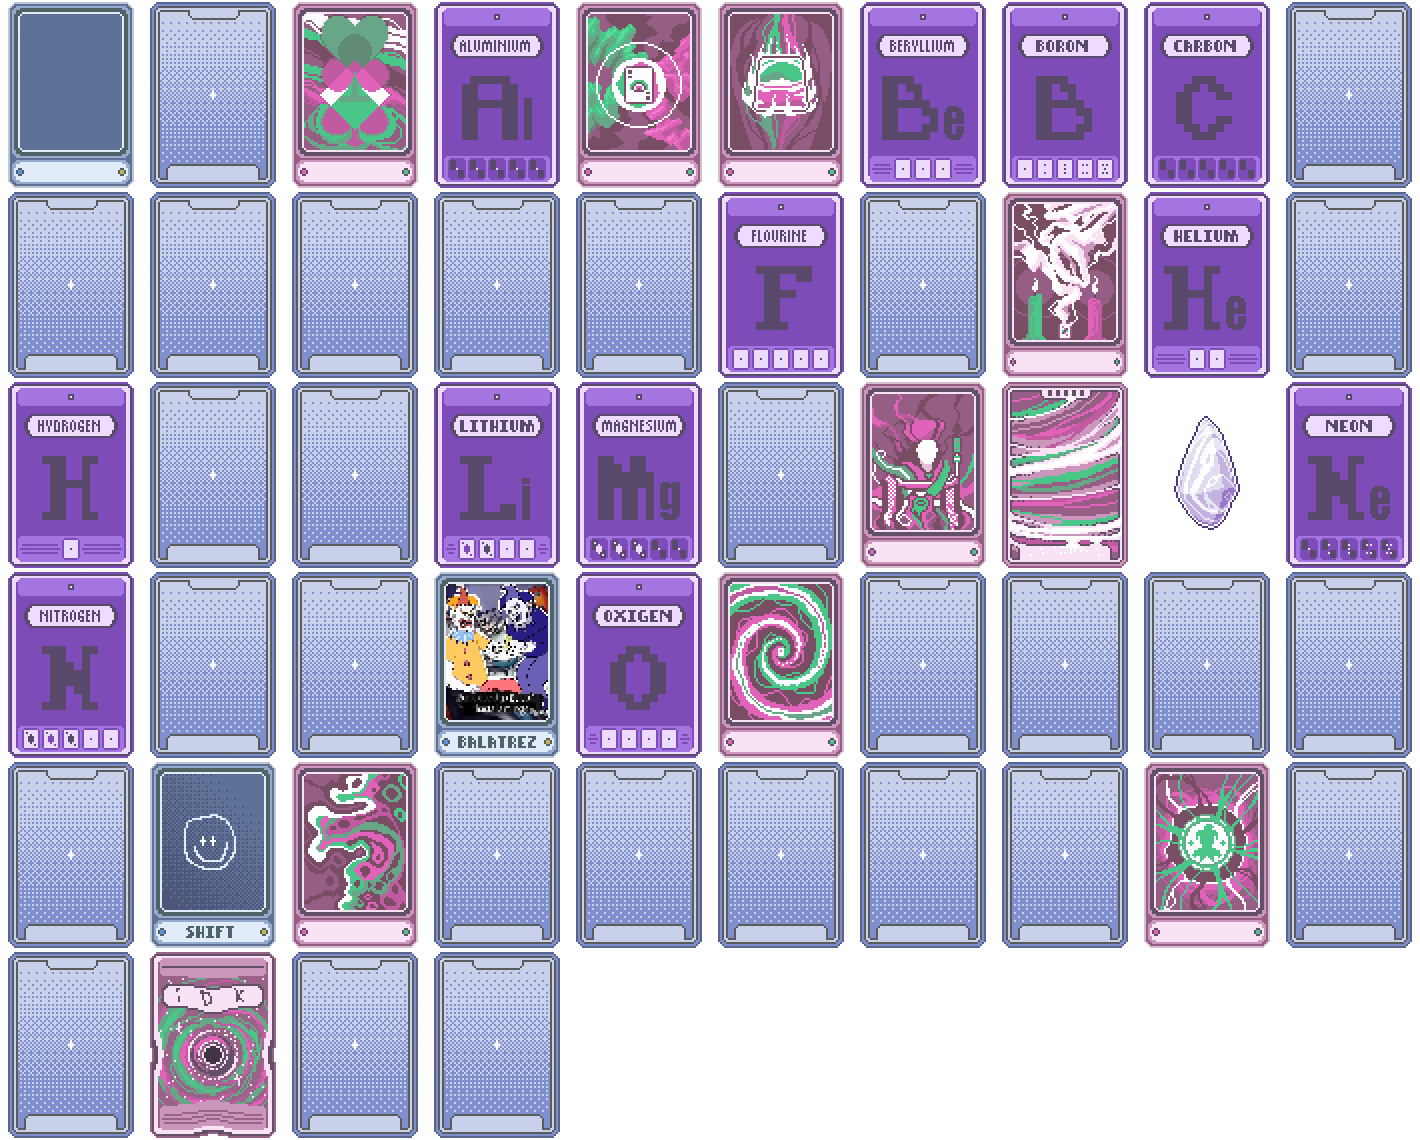 ALUMINIUM
Al
BERYLLIUM
Be
BORON
B
CARBON
C
FLOURINE
F
HELIUM
He
HYDROGEN
H
LITHIUM
Li
MAGNESIUM
Mg
NEON
Ne
NITROGEN
N
BALATREZ
OXIGEN
O
SHIFT
i D K